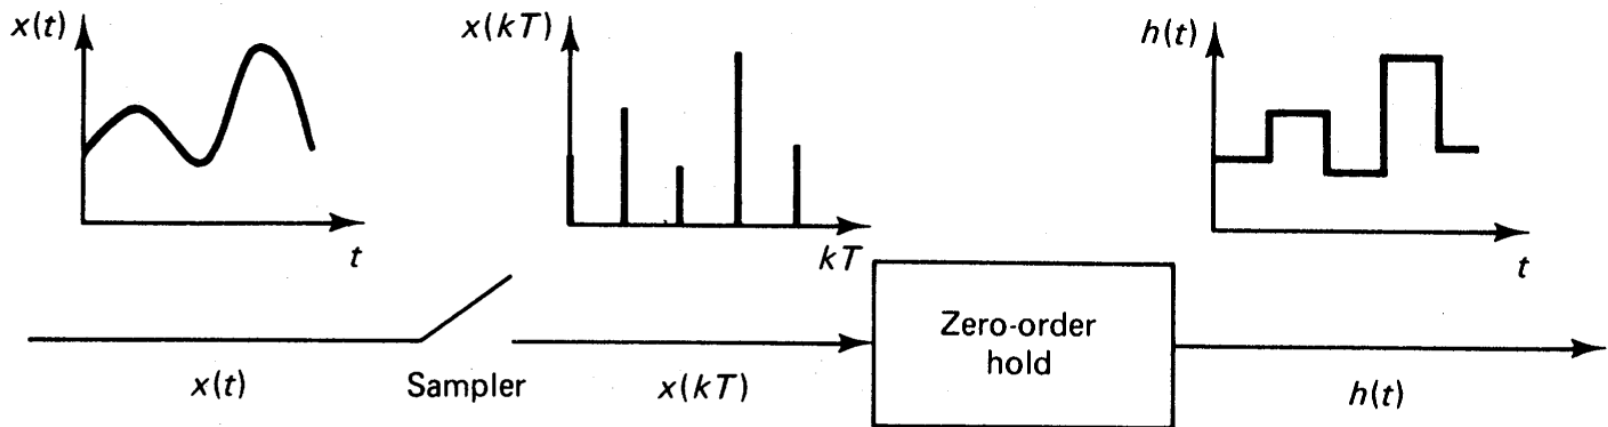 x(t)
x(kT)
h(t)
t
kT
t
Zero-order
hold
x(t)
Sampler
x(kT)
h(t)